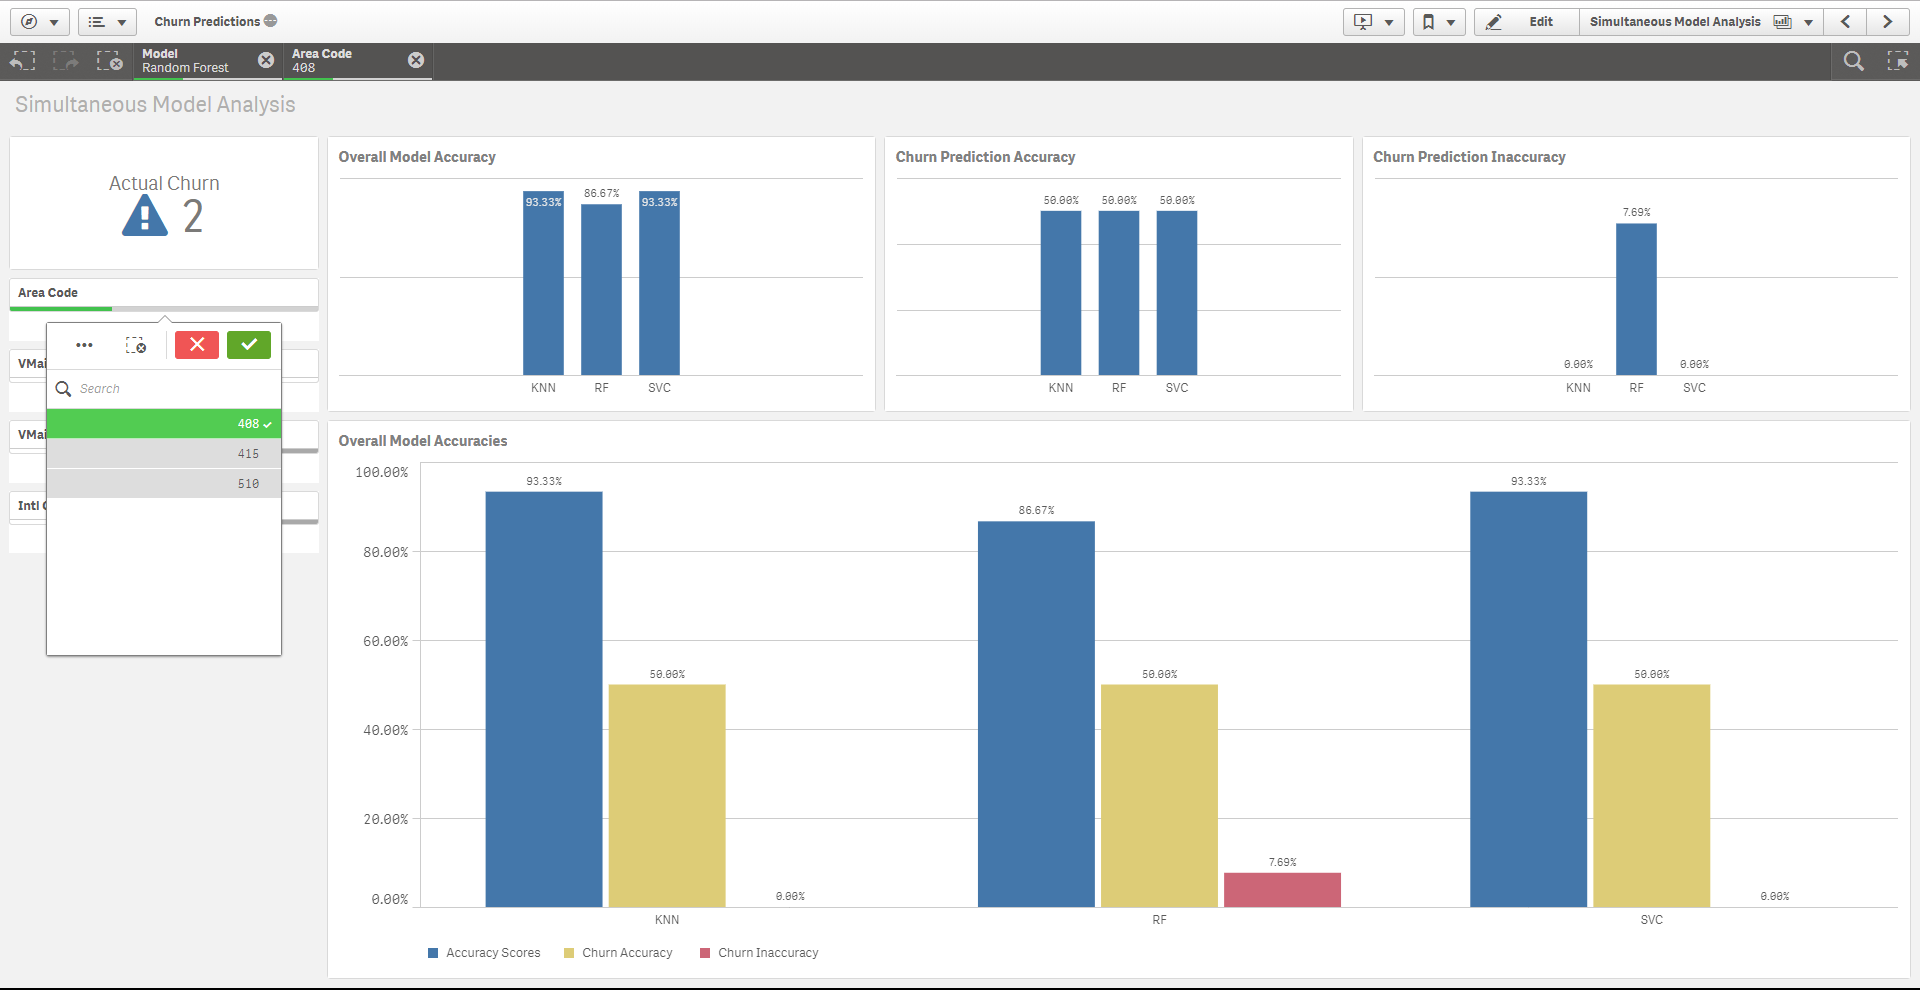 Churn Predictions
Edit
Simultaneous Model Analysis
Model
Random Forest
Area Code
408
Simultaneous Model Analysis
Actual Churn
2
Area Code
VMai
VMai
Intl
Search
408
415
510
Overall Model Accuracy
93.33%
86.67%
93.33%
KNN
RF
SVC
Churn Prediction Accuracy
50.00%
50.00%
50.00%
KNN
RF
SVC
Churn Prediction Inaccuracy
0.00%
7.69%
0.00%
KNN
RF
SVC
Overall Model Accuracies
100.00%
80.00%
60.00%
40.00%
20.00%
0.00%
93.33%
50.00%
0.00%
86.67%
50.00%
7.69%
93.33%
50.00%
0.00%
KNN
RF
SVC
Accuracy Scores
Churn Accuracy
Churn Inaccuracy